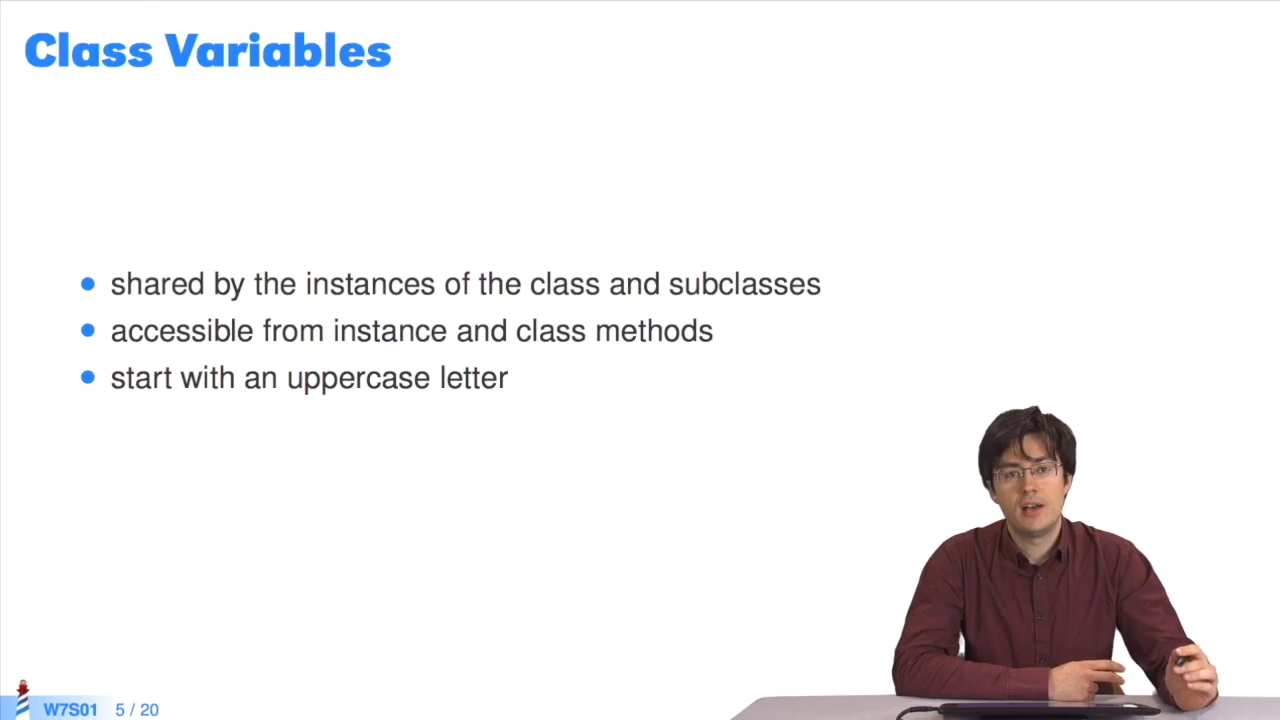 Class Variables
shared by the instances of the class and subclasses
accessible from instance and class methods
start with an uppercase letter
W7S01 5 / 20